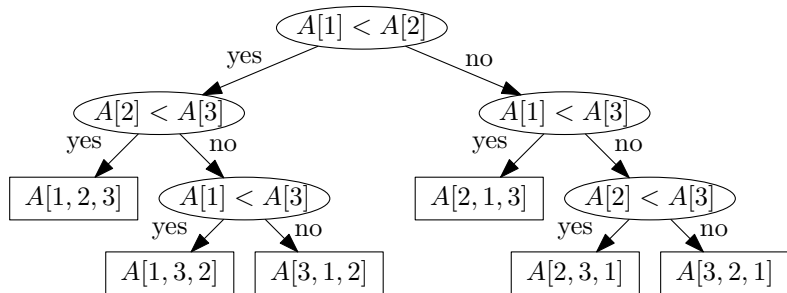 A[1] < A[2]
yes no
A[2] < A[3] A[1] < A[3]
yes no yes no
A[1, 2, 3] A[1] < A[3] A[2, 1, 3] A[2] < A[3]
yes no yes no
A[1, 3, 2] A[3, 1, 2] A[2, 3, 1] A[3, 2, 1]